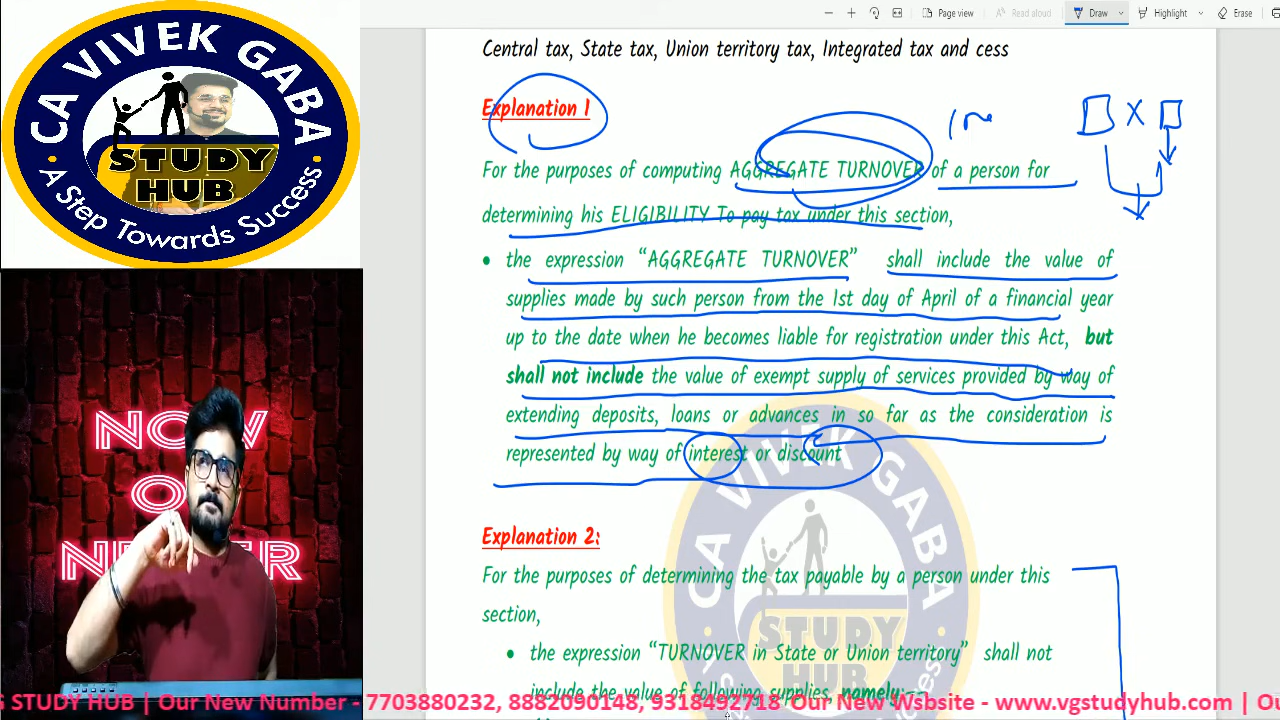 Page view
Read aloud
Draw
Highlight
Erase
CA VIVEK GABA
STUDY
HUB
• A Step Towards Success •
Central tax, State tax, Union territory tax, Integrated tax and cess
Explanation 1
For the purposes of computing AGGREGATE TURNOVER of a person for
determining his ELIGIBILITY To pay tax under this section,
• the expression “AGGREGATE TURNOVER” shall include the value of
supplies made by such person from the 1st day of April of a financial year
up to the date when he becomes liable for registration under this Act, but
shall not include the value of exempt supply of services provided by way of
extending deposits, loans or advances in so far as the consideration is
represented by way of interest or discount
Explanation 2:
For the purposes of determining the tax payable by a person under this
section,
• the expression “TURNOVER in State or Union territory” shall not
include the value of following supplies, namely:—
CA VIVEK GABA
STUDY
HUB
NOW
OR
NEVER
G STUDY HUB | Our New Number - 7703880232, 8882090148, 9318492718 Our New Wsbsite - www.vgstudyhub.com | Ou